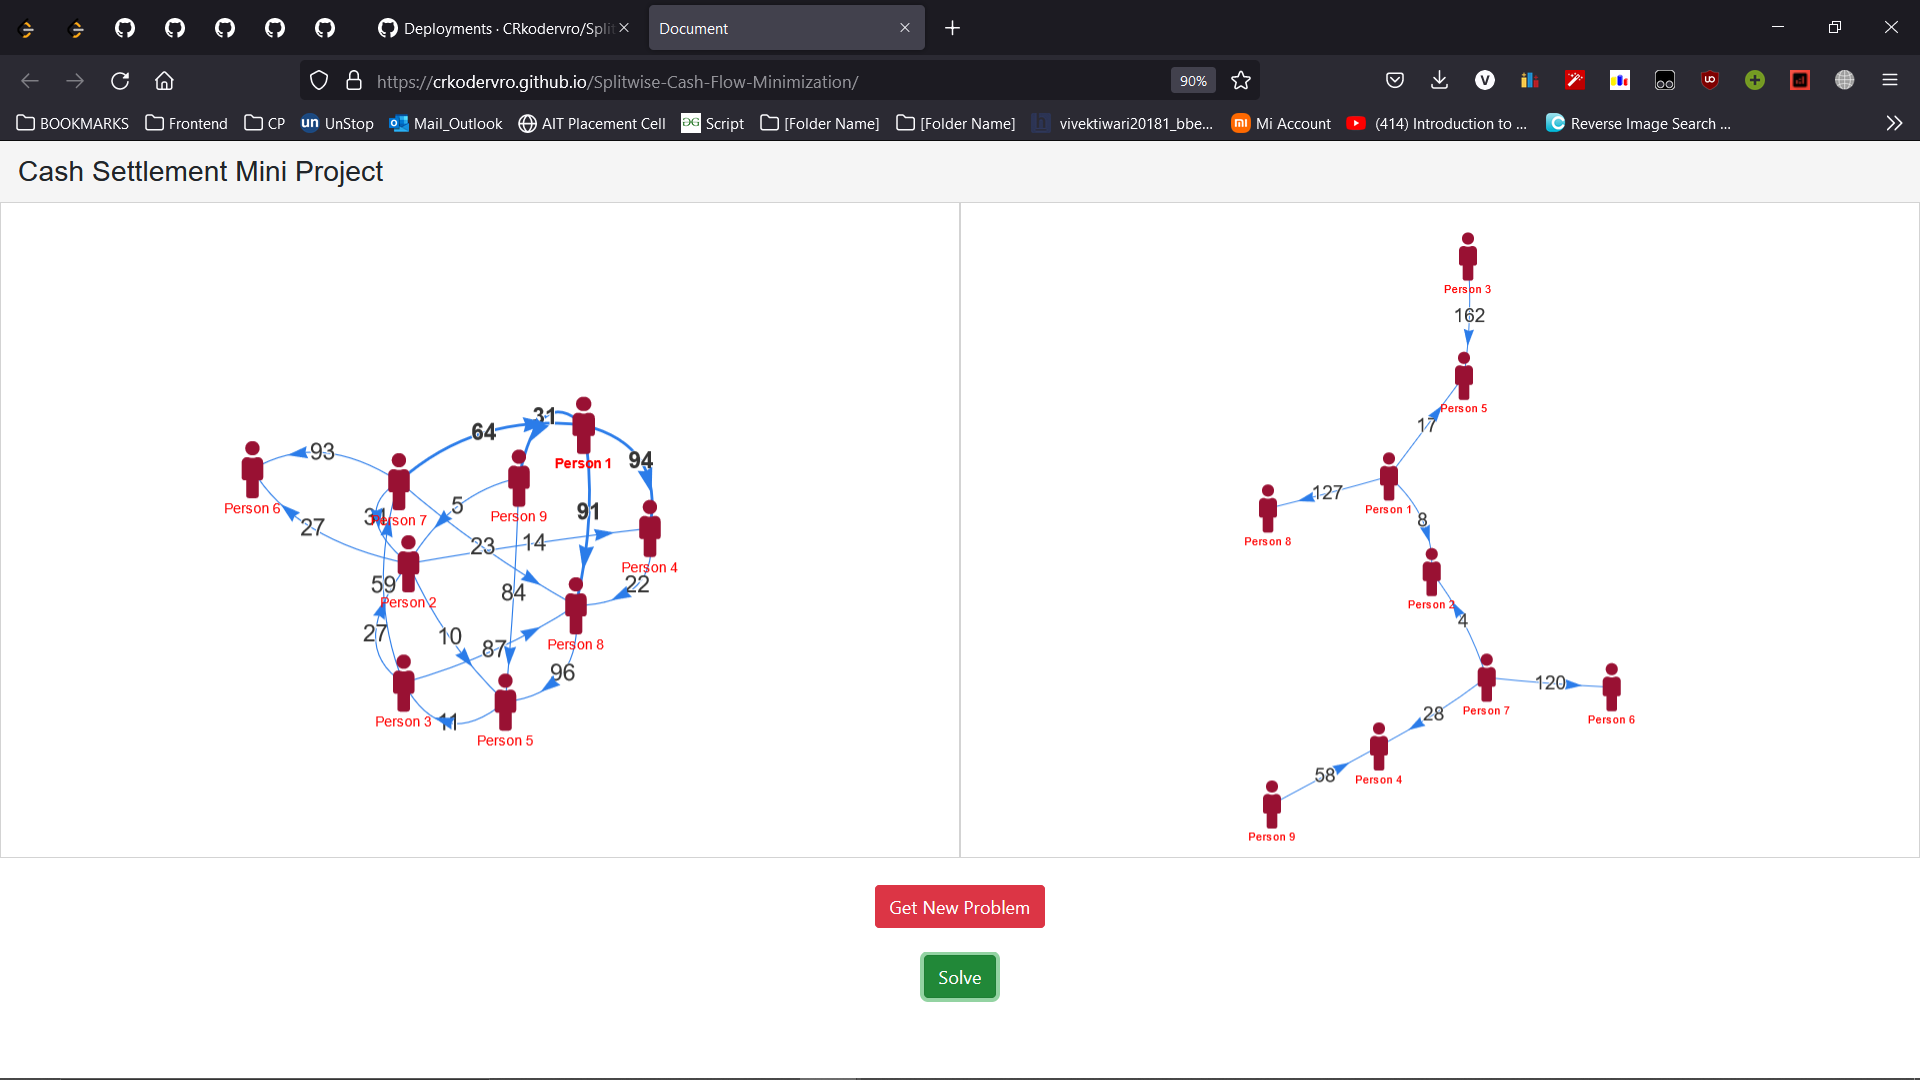 Deployments · CRkodervro/Split
Document
https://crkodervro.github.io/Splitwise-Cash-Flow-Minimization/
90%
BOOKMARKS
Frontend
CP
UnStop
Mail_Outlook
AIT Placement Cell
Script
[Folder Name]
[Folder Name]
vivektiwari20181_bbe...
Mi Account
(414) Introduction to ...
Reverse Image Search ...
Cash Settlement Mini Project
31
64
Person 1
94
93
Person 6
Person 7
5
Person 9
91
27
23
14
Person 4
59
84
22
Person 2
27
10
87
Person 8
96
Person 3
11
Person 5
Person 3
162
Person 5
17
127
Person 1
8
Person 8
Person 2
4
120
Person 7
28
Person 6
58
Person 4
Person 9
Get New Problem
Solve